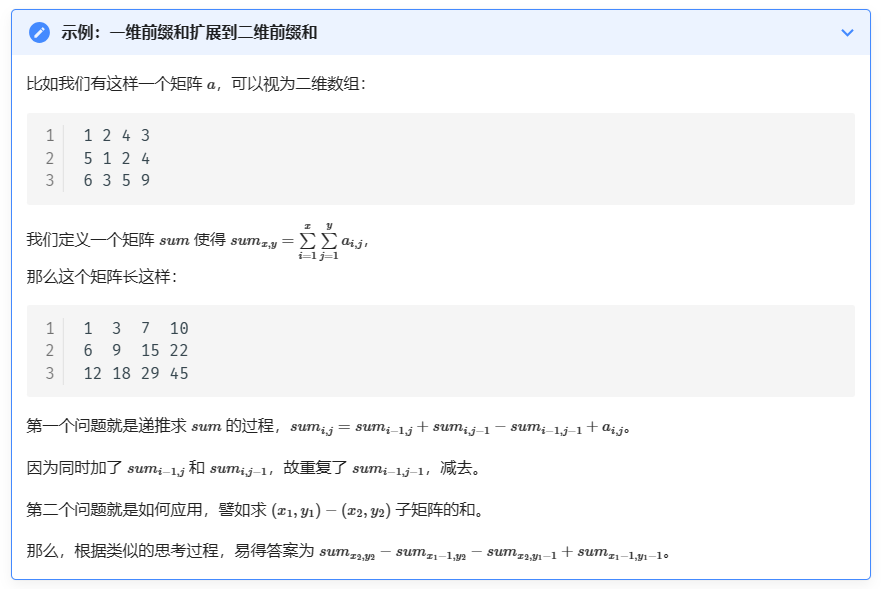 示例：一维前缀和扩展到二维前缀和
比如我们有这样一个矩阵 a，可以视为二维数组：
1 1 2 4 3
2 5 1 2 4
3 6 3 5 9
我们定义一个矩阵 sum 使得 $sum_{x,y} = \sum_{i=1}^{x} \sum_{j=1}^{y} a_{i,j}$，
那么这个矩阵长这样：
1 1 3 7 10
2 6 9 15 22
3 12 18 29 45
第一个问题就是递推求 sum 的过程，$sum_{i,j} = sum_{i-1,j} + sum_{i,j-1} - sum_{i-1,j-1} + a_{i,j}$。
因为同时加了 $sum_{i-1,j}$ 和 $sum_{i,j-1}$，故重复了 $sum_{i-1,j-1}$，减去。
第二个问题就是如何应用，譬如求 $(x_1, y_1) - (x_2, y_2)$ 子矩阵的和。
那么，根据类似的思考过程，易得答案为 $sum_{x_2,y_2} - sum_{x_1-1,y_2} - sum_{x_2,y_1-1} + sum_{x_1-1,y_1-1}$。